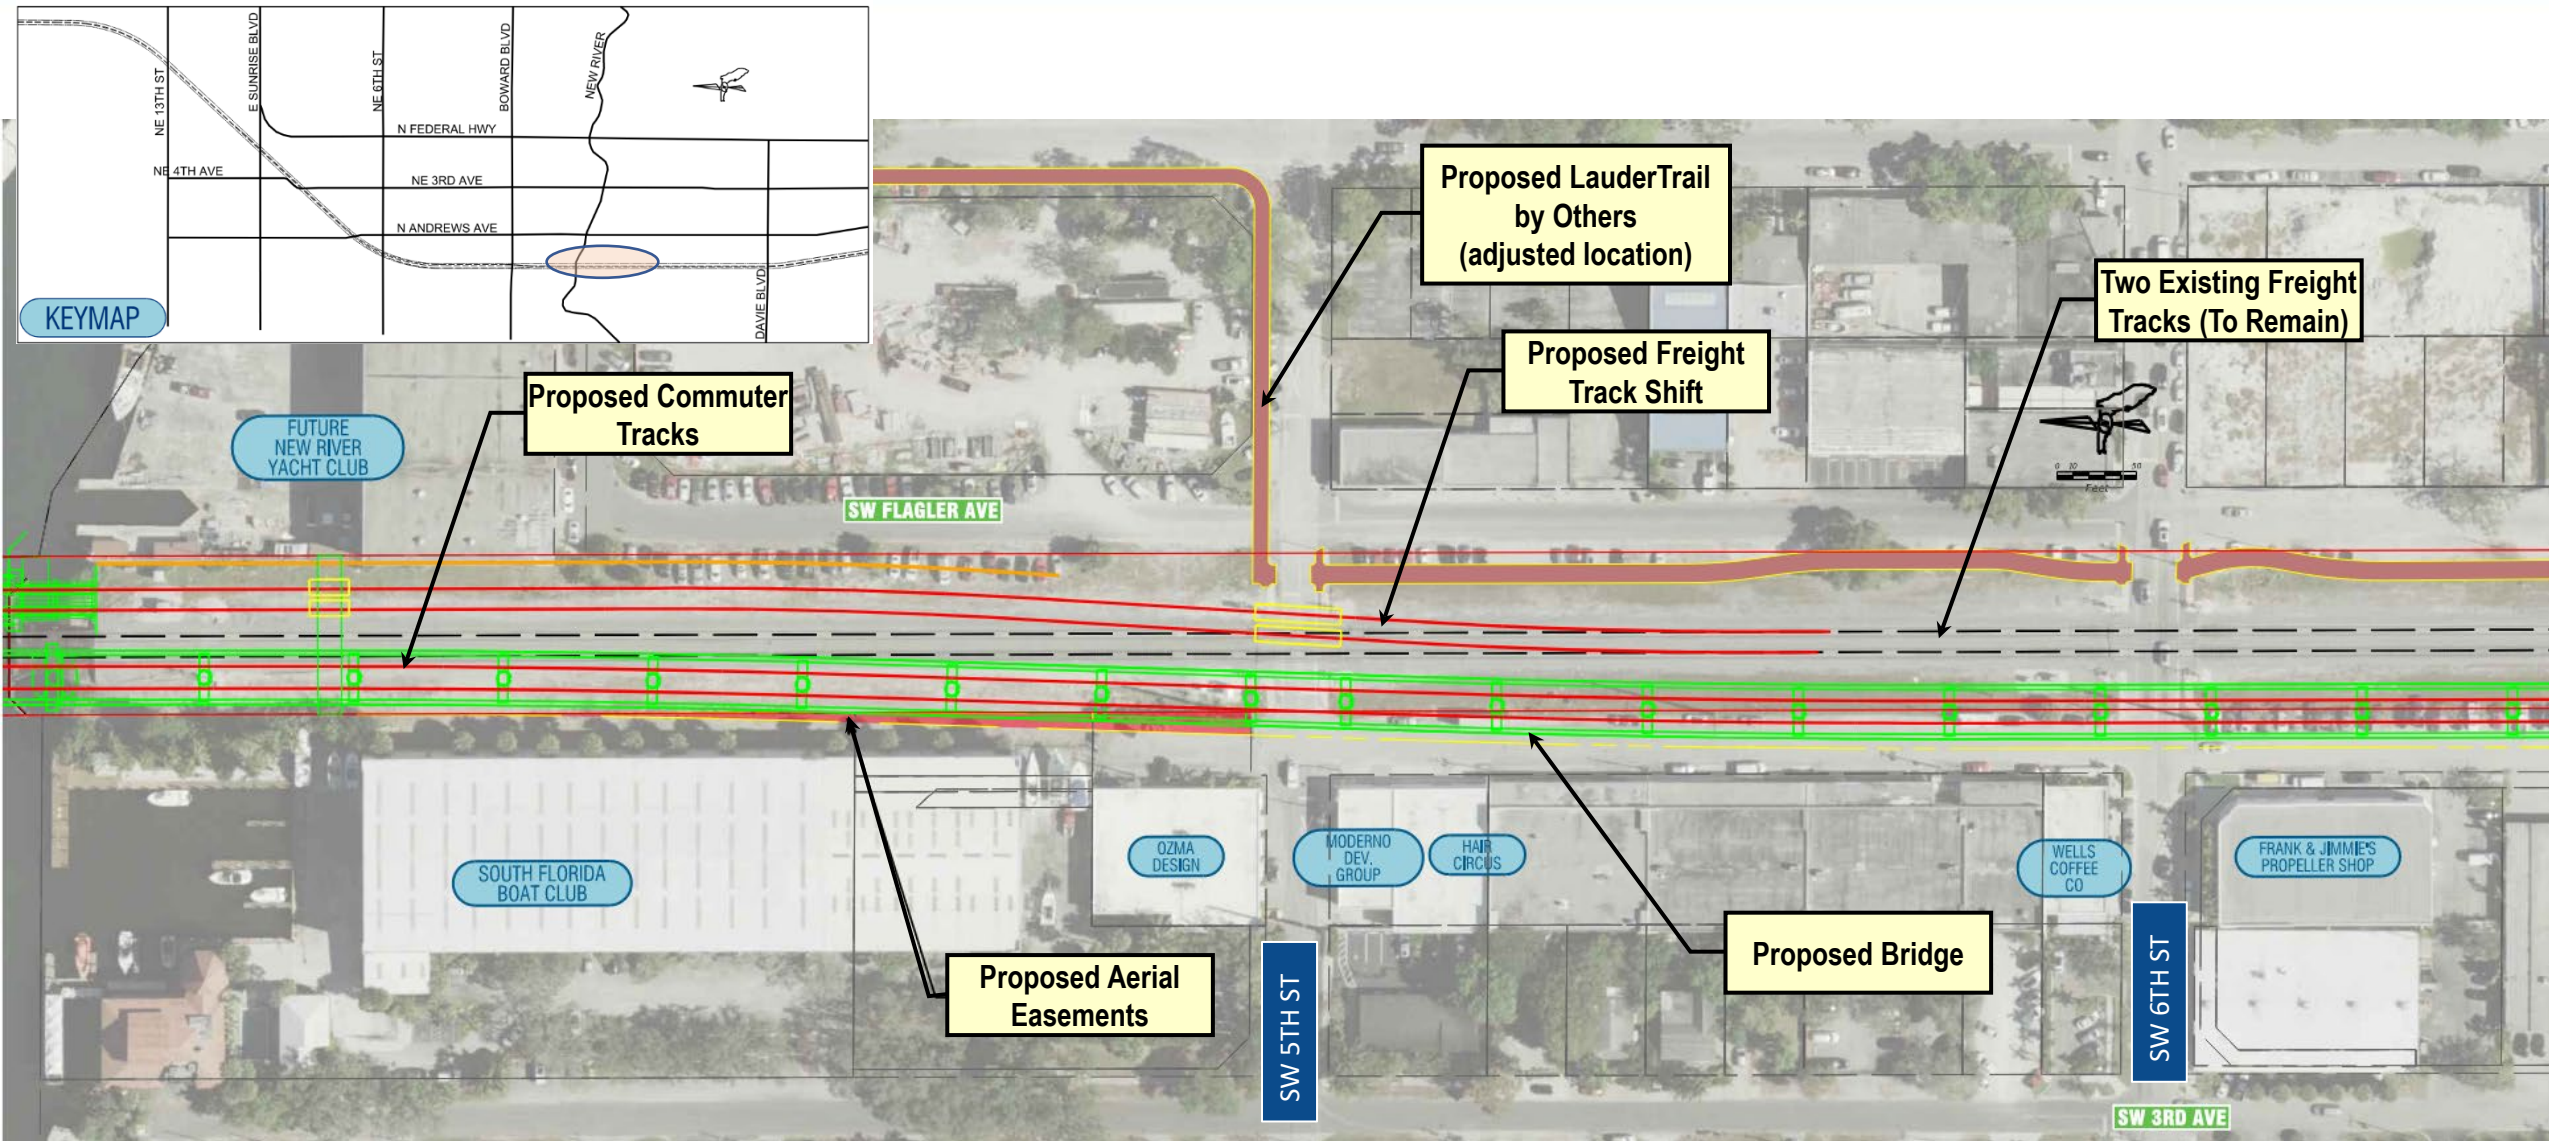 NE 13TH ST
E SUNRISE BLVD
NE 6TH ST
BOWARD BLVD
NEW RIVER
N FEDERAL HWY
NE 4TH AVE
NE 3RD AVE
N ANDREWS AVE
DAVIE BLVD
KEYMAP
Proposed LauderTrail
by Others
(adjusted location)
Two Existing Freight
Tracks (To Remain)
Proposed Freight
Track Shift
Proposed Commuter
Tracks
FUTURE
NEW RIVER
YACHT CLUB
0 10 50
Feet
SW FLAGLER AVE
SOUTH FLORIDA
BOAT CLUB
OZMA
DESIGN
MODERNO
DEV.
GROUP
HAIR
CIRCUS
WELLS
COFFEE
CO
FRANK & JIMMIE'S
PROPELLER SHOP
Proposed Aerial
Easements
Proposed Bridge
SW 5TH ST
SW 6TH ST
SW 3RD AVE